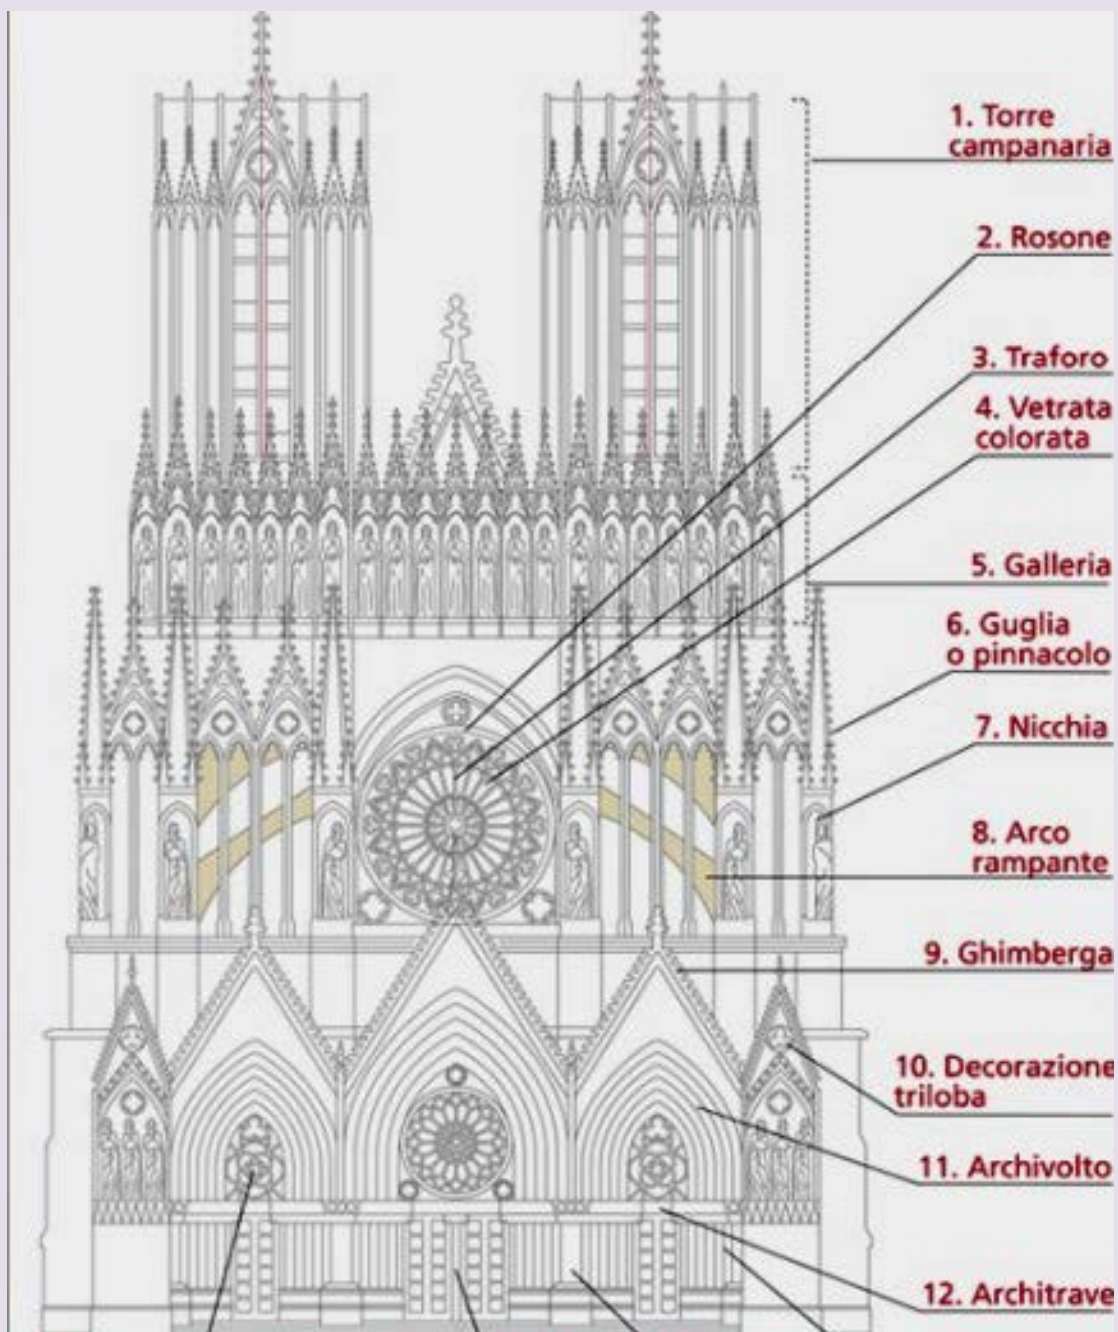 1. Torre
campanaria
2. Rosone
3. Traforo
4. Vetrata
colorata
5. Galleria
6. Guglia
o pinnacolo
7. Nicchia
8. Arco
rampante
9. Ghimberga
10. Decorazione
triloba
11. Archivolto
12. Architrave